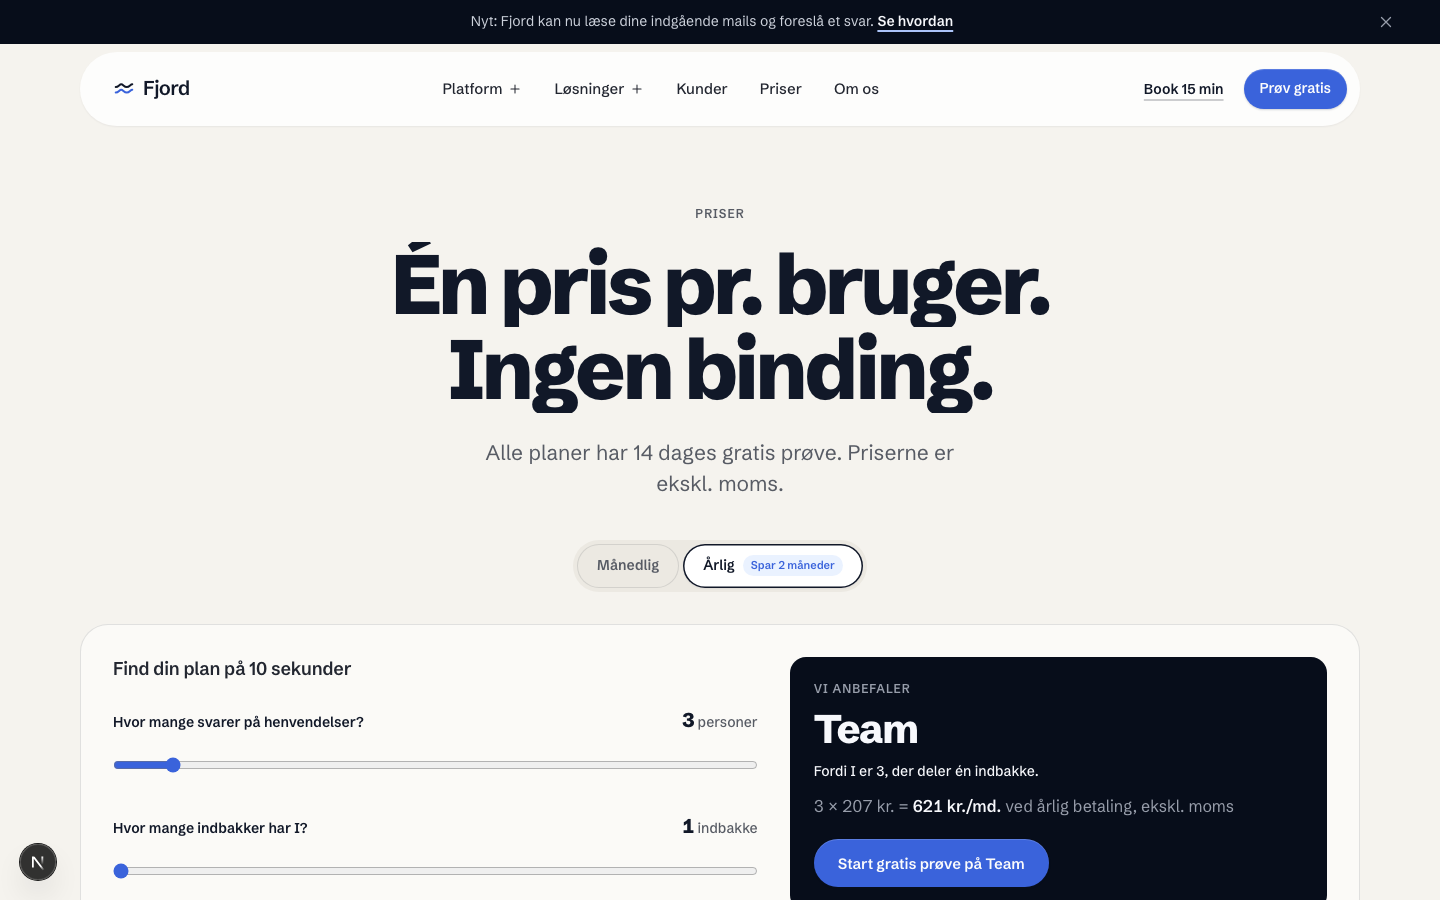 Nyt: Fjord kan nu læse dine indgående mails og foreslå et svar. Se hvordan
Fjord
Platform
Løsninger
Kunder
Priser
Om os
Book 15 min
Prøv gratis
PRISER
Én pris pr. bruger.
Ingen binding.
Alle planer har 14 dages gratis prøve. Priserne er
ekskl. moms.
Månedlig
Årlig Spar 2 måneder
Find din plan på 10 sekunder
Hvor mange svarer på henvendelser?
3 personer
Hvor mange indbakker har I?
1 indbakke
VI ANBEFALER
Team
Fordi I er 3, der deler én indbakke.
3 × 207 kr. = 621 kr./md. ved årlig betaling, ekskl. moms
Start gratis prøve på Team
N